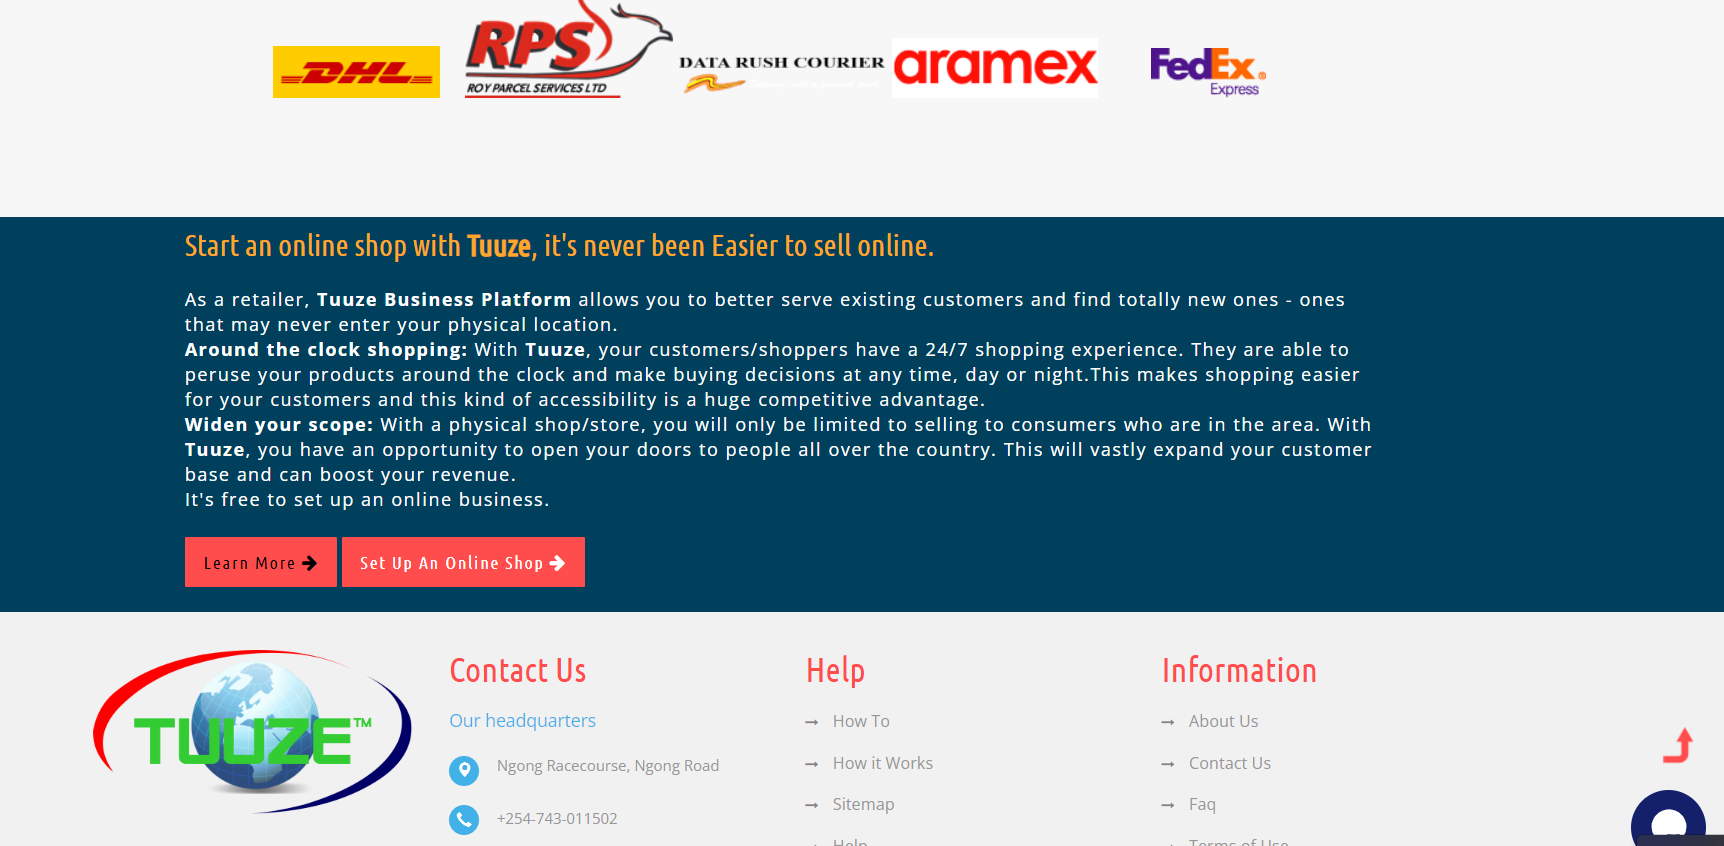 DHL
RPS
ROY PARCEL SERVICES LTD
DATA RUSH COURIER
aramex
FedEx®
Express
Start an online shop with Tuuze, it's never been Easier to sell online.
As a retailer, Tuuze Business Platform allows you to better serve existing customers and find totally new ones - ones
that may never enter your physical location.
Around the clock shopping: With Tuuze, your customers/shoppers have a 24/7 shopping experience. They are able to
peruse your products around the clock and make buying decisions at any time, day or night.This makes shopping easier
for your customers and this kind of accessibility is a huge competitive advantage.
Widen your scope: With a physical shop/store, you will only be limited to selling to consumers who are in the area. With
Tuuze, you have an opportunity to open your doors to people all over the country. This will vastly expand your customer
base and can boost your revenue.
It's free to set up an online business.
Learn More
Set Up An Online Shop
TUUZE™
Contact Us
Our headquarters
Ngong Racecourse, Ngong Road
+254-743-011502
Help
How To
How it Works
Sitemap
Help
Information
About Us
Contact Us
Faq
Terms of Use